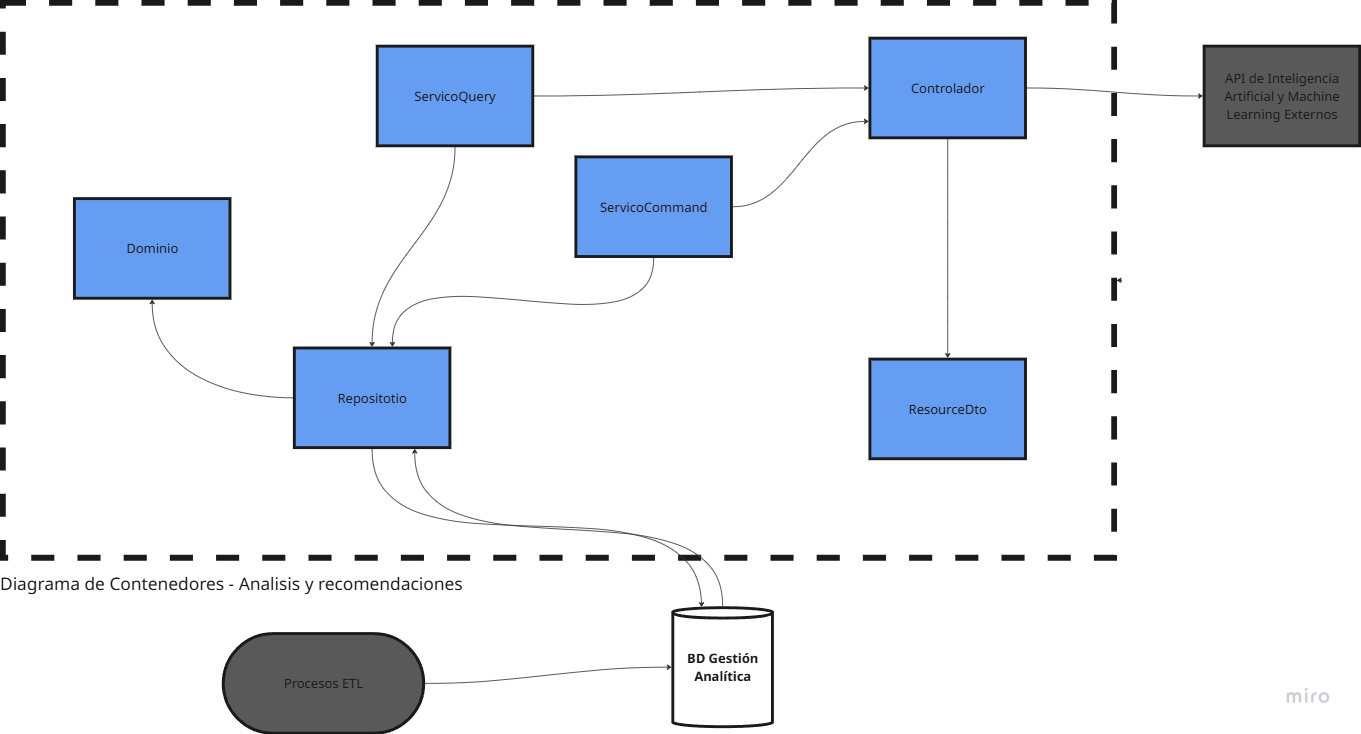 ServicoQuery
Controlador
API de Inteligencia
Artificial y Machine
Learning Externos
ServicoCommand
Dominio
Repositotio
ResourceDto
Diagrama de Contenedores - Analisis y recomendaciones
BD Gestión
Analítica
Procesos ETL
miro